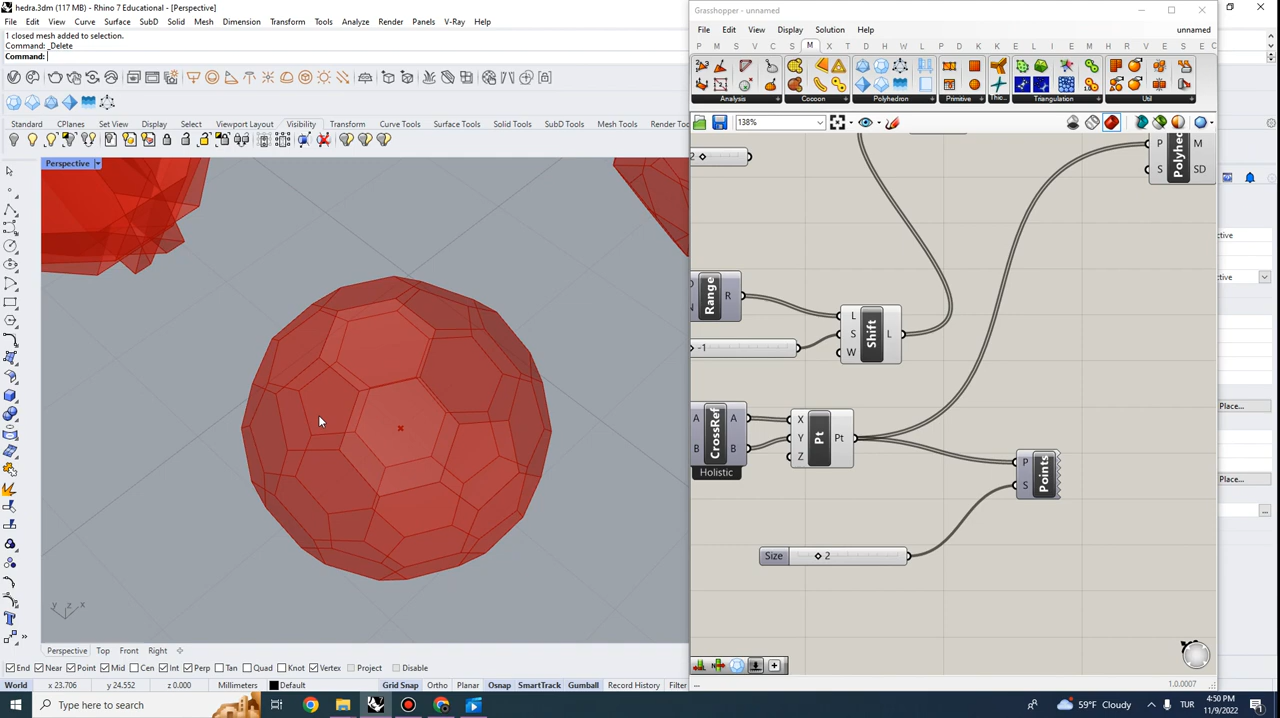 hedra.3dm (117 MB) - Rhino 7 Educational - [Perspective]
File Edit View Curve Surface SubD Solid Mesh Dimension Transform Tools Analyze Render Panels V-Ray Help
1 closed mesh added to selection.
Command: _Delete
Command:
Standard CPlanes Set View Display Select Viewport Layout Visibility Transform Curve Tools Surface Tools Solid Tools SubD Tools Mesh Tools Render To
Perspective
y z x
Perspective Top Front Right
End Near Point Mid Cen Int Perp Tan Quad Knot Vertex Project Disable
World x 23.706 y 24.552 z 0.000 Millimeters Default Grid Snap Ortho Planar Osnap SmartTrack Gumball Record History Filter
Grasshopper - unnamed
File Edit View Display Solution Help unnamed
P M S V C S M X T D K B A E L P F H W L P H R V E
Analysis Cocoon Polyhedron Primitive Thic... Triangulation Util
138%
2
P M
S SD
Polyhe
Range R
L
S Shift L
W
-1
CrossRef A A
B B
Holistic
X
Y Pt Pt
Z
P
S Points
Size 2
1.0.0007
ctive
ctive
Place...
Place...
...
Type here to search
59°F Cloudy TUR 4:50 PM
11/9/2022